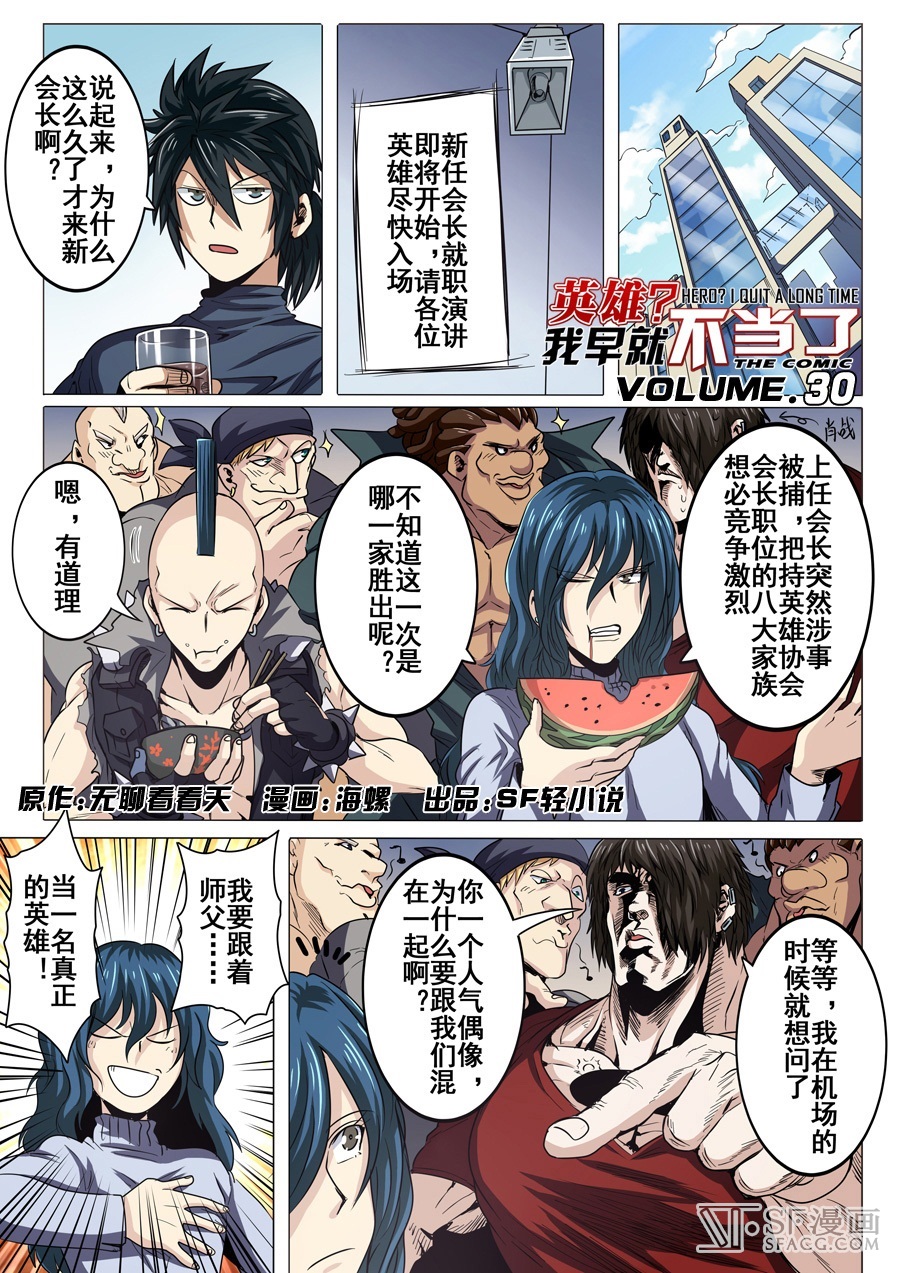 英雄?
HERO? I QUIT A LONG TIME
我早就
不当了
THE COMIC
VOLUME.30
新任会长就职演讲
即将开始,请各位
英雄尽快入场
说起来,为什么
这么久了才来新
会长啊?
肖战
上任会长突然涉事
被捕,把持英雄协会
会长职位的八大家族
想必竞争激烈
不知道这一次是
哪一家胜出呢?
嗯,有道理
原作:无聊看看天 漫画:海螺 出品:SF轻小说
等等,我在机场的
时候就想问了
你一个人气偶像,
为什么要跟我们混
在一起啊?
我要跟着
师父……
当一名真正
的英雄!
SF漫画
SFACG.COM